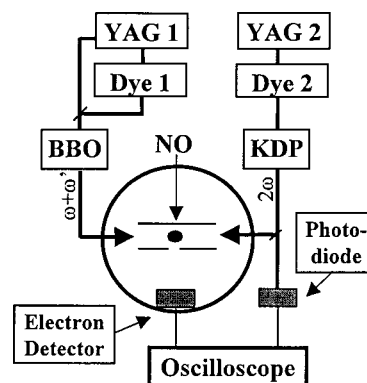 YAG 1
YAG 2
Dye 1
Dye 2
BBO
NO
KDP
ω+ω'
2ω
Photo-
diode
Electron
Detector
Oscilloscope